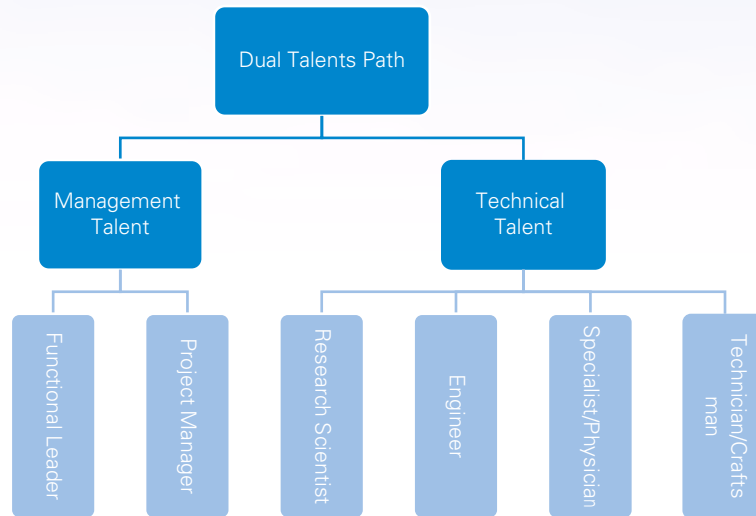 Dual Talents Path
Management
Talent
Technical
Talent
Functional Leader
Project Manager
Research Scientist
Engineer
Specialist/Physician
Technician/Crafts
man